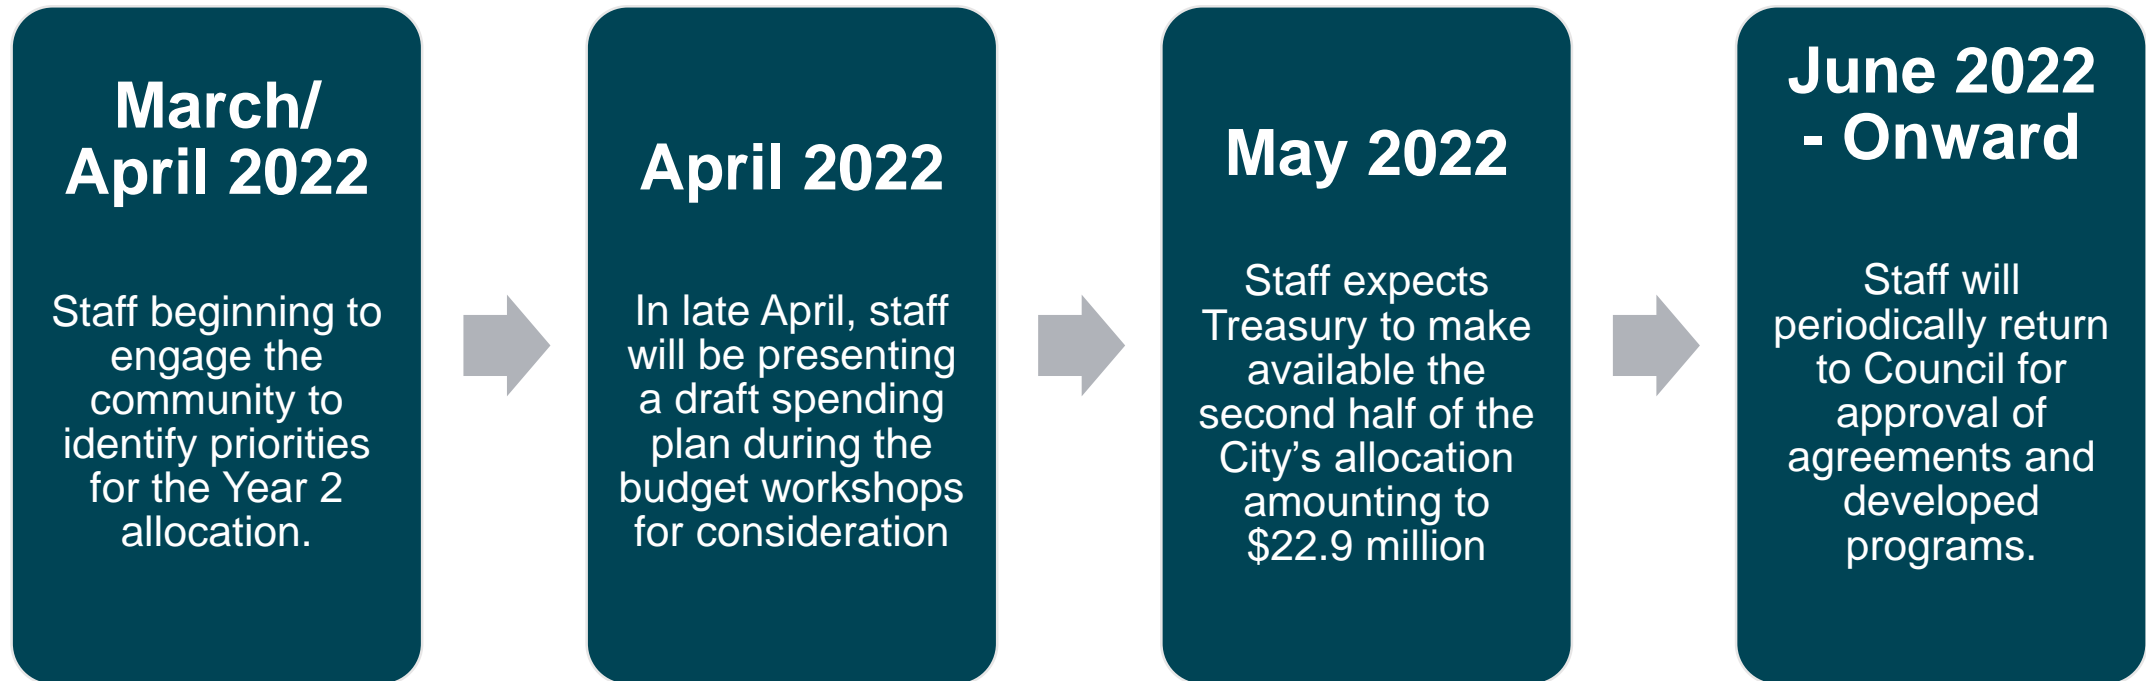 March/
April 2022
Staff beginning to
engage the
community to
identify priorities
for the Year 2
allocation.
April 2022
In late April, staff
will be presenting
a draft spending
plan during the
budget workshops
for consideration
May 2022
Staff expects
Treasury to make
available the
second half of the
City’s allocation
amounting to
$22.9 million
June 2022
- Onward
Staff will
periodically return
to Council for
approval of
agreements and
developed
programs.